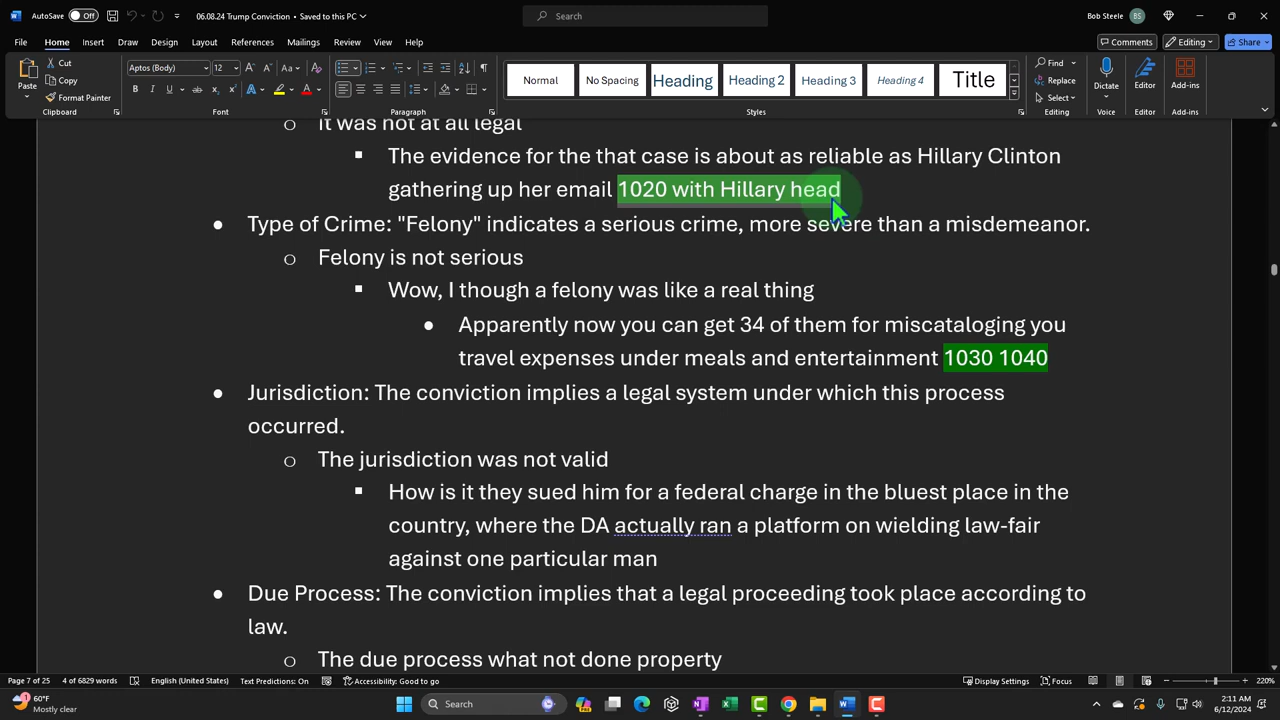 AutoSave Off 06.08.24 Trump Conviction • Saved to this PC Search Bob Steele BS
File Home Insert Draw Design Layout References Mailings Review View Help Comments Editing Share
Cut
Copy
Format Painter
Paste
Clipboard
Aptos (Body) 12
Font
Paragraph
Normal No Spacing Heading Heading 2 Heading 3 Heading 4 Title
Styles
Find
Replace
Select
Editing
Dictate
Voice
Editor
Editor
Add-ins
Add-ins
It was not at all legal
The evidence for the that case is about as reliable as Hillary Clinton
gathering up her email 1020 with Hillary head
Type of Crime: "Felony" indicates a serious crime, more severe than a misdemeanor.
Felony is not serious
Wow, I though a felony was like a real thing
Apparently now you can get 34 of them for miscataloging you
travel expenses under meals and entertainment 1030 1040
Jurisdiction: The conviction implies a legal system under which this process
occurred.
The jurisdiction was not valid
How is it they sued him for a federal charge in the bluest place in the
country, where the DA actually ran a platform on wielding law-fair
against one particular man
Due Process: The conviction implies that a legal proceeding took place according to
law.
The due process what not done property
Page 7 of 25 4 of 6829 words English (United States) Text Predictions: On Accessibility: Good to go Display Settings Focus 220%
60°F
Mostly clear
Search
2:11 AM
6/12/2024